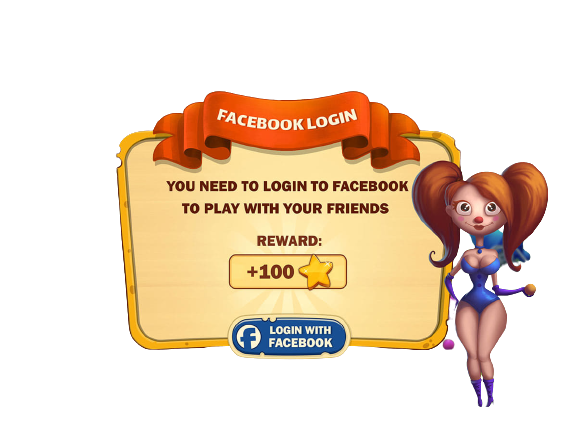 FACEBOOK LOGIN
YOU NEED TO LOGIN TO FACEBOOK
TO PLAY WITH YOUR FRIENDS
REWARD:
+100
LOGIN WITH
FACEBOOK